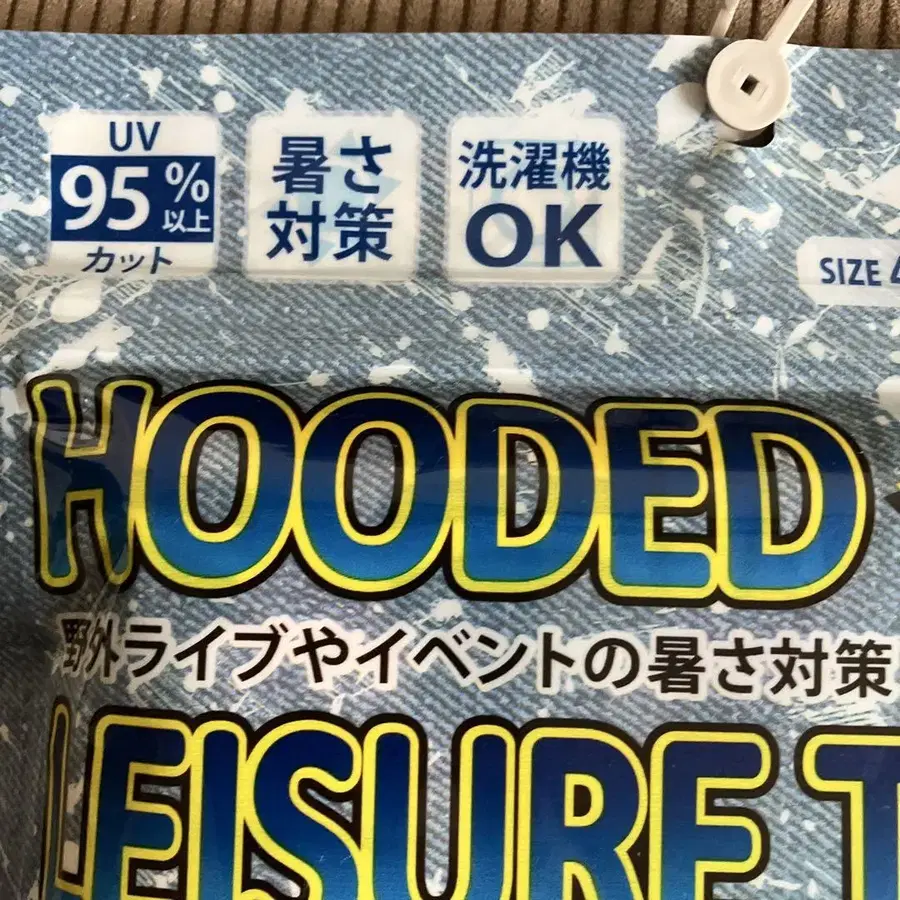 UV
95%以上
カット
暑さ
対策
洗濯機
OK
SIZE
HOODED
野外ライブやイベントの暑さ対策
LEISURE